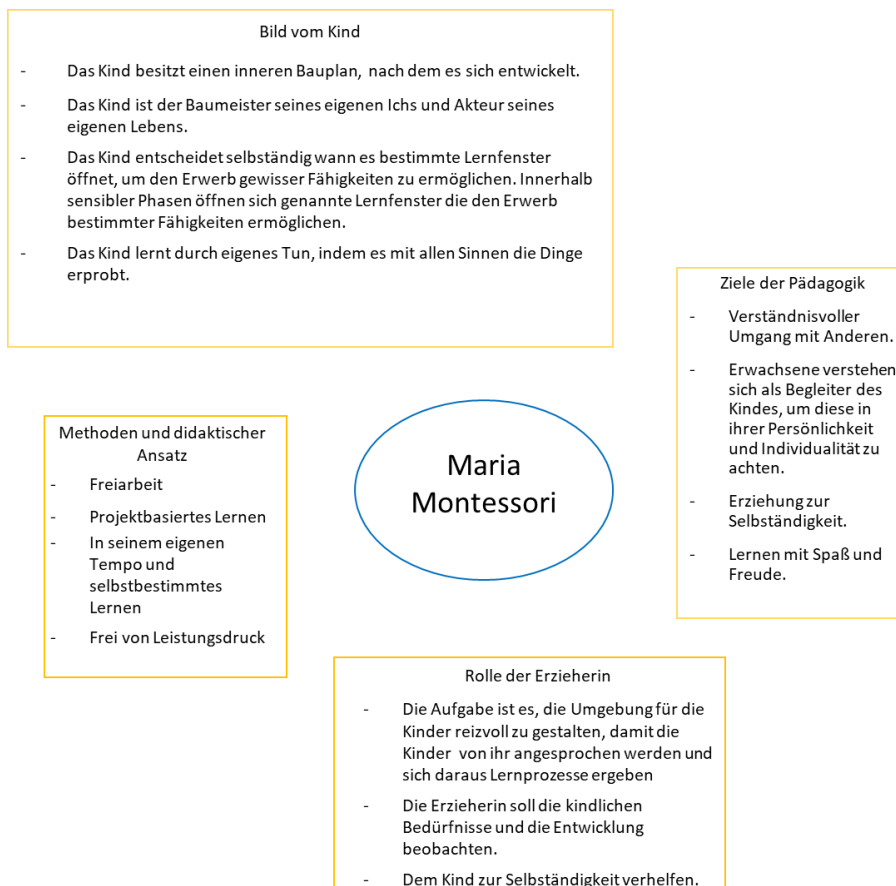 Bild vom Kind
- Das Kind besitzt einen inneren Bauplan, nach dem es sich entwickelt.
- Das Kind ist der Baumeister seines eigenen Ichs und Akteur seines
eigenen Lebens.
- Das Kind entscheidet selbständig wann es bestimmte Lernfenster
öffnet, um den Erwerb gewisser Fähigkeiten zu ermöglichen. Innerhalb
sensibler Phasen öffnen sich genannte Lernfenster die den Erwerb
bestimmter Fähigkeiten ermöglichen.
- Das Kind lernt durch eigenes Tun, indem es mit allen Sinnen die Dinge
erprobt.
Ziele der Pädagogik
- Verständnisvoller
Umgang mit Anderen.
- Erwachsene verstehen
sich als Begleiter des
Kindes, um diese in
ihrer Persönlichkeit
und Individualität zu
achten.
- Erziehung zur
Selbständigkeit.
- Lernen mit Spaß und
Freude.
Methoden und didaktischer
Ansatz
- Freiarbeit
- Projektbasiertes Lernen
- In seinem eigenen
Tempo und
selbstbestimmtes
Lernen
- Frei von Leistungsdruck
Maria
Montessori
Rolle der Erzieherin
- Die Aufgabe ist es, die Umgebung für die
Kinder reizvoll zu gestalten, damit die
Kinder von ihr angesprochen werden und
sich daraus Lernprozesse ergeben
- Die Erzieherin soll die kindlichen
Bedürfnisse und die Entwicklung
beobachten.
- Dem Kind zur Selbständigkeit verhelfen.